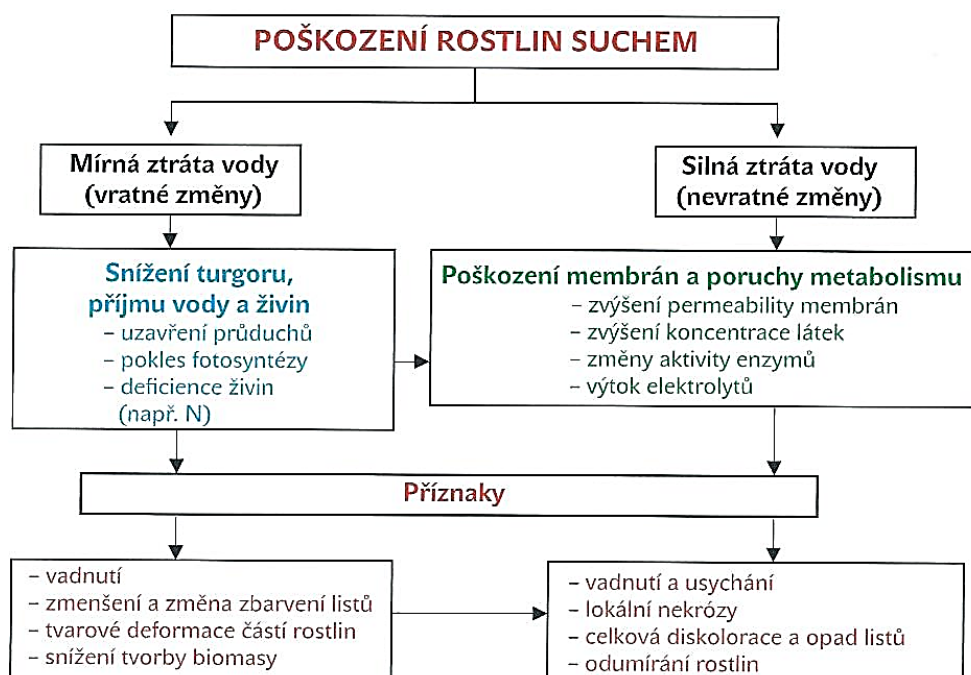 POŠKOZENÍ ROSTLIN SUCHEM
Mírná ztráta vody
(vratné změny)
Silná ztráta vody
(nevratné změny)
Snížení turgoru,
příjmu vody a živin
– uzavření průduchů
– pokles fotosyntézy
– deficience živin
(např. N)
Poškození membrán a poruchy metabolismu
– zvýšení permeability membrán
– zvýšení koncentrace látek
– změny aktivity enzymů
– výtok elektrolytů
Příznaky
– vadnutí
– zmenšení a změna zbarvení listů
– tvarové deformace částí rostlin
– snížení tvorby biomasy
– vadnutí a usychání
– lokální nekrózy
– celková diskolorace a opad listů
– odumírání rostlin